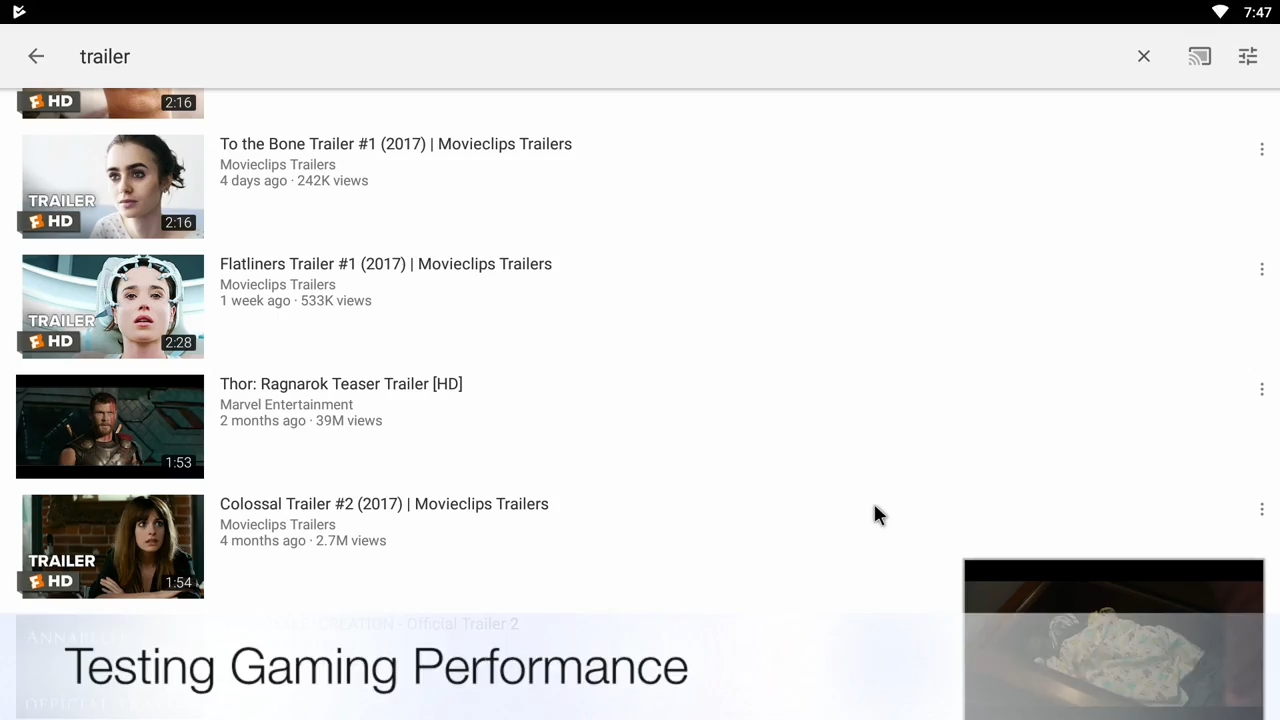 7:47
trailer
HD
2:16
To the Bone Trailer #1 (2017) | Movieclips Trailers
Movieclips Trailers
4 days ago · 242K views
TRAILER
HD
2:16
Flatliners Trailer #1 (2017) | Movieclips Trailers
Movieclips Trailers
1 week ago · 533K views
TRAILER
HD
2:28
Thor: Ragnarok Teaser Trailer [HD]
Marvel Entertainment
2 months ago · 39M views
1:53
Colossal Trailer #2 (2017) | Movieclips Trailers
Movieclips Trailers
4 months ago · 2.7M views
TRAILER
HD
1:54
CREATION - Official Trailer 2
Testing Gaming Performance